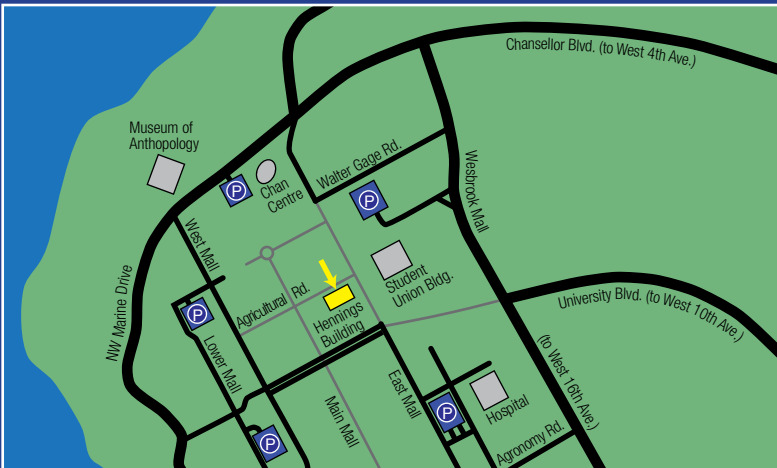 Chansellor Blvd. (to West 4th Ave.)
Museum of
Anthopology
Walter Gage Rd.
Wesbrook Mall
P
Chan
Centre
P
West Mall
Student
Union Bldg.
NW Marine Drive
Agricultural Rd.
Hennings
Building
University Blvd. (to West 10th Ave.)
P
Lower Mall
(to West 16th Ave.)
East Mall
Main Mall
Hospital
P
Agronomy Rd.
P